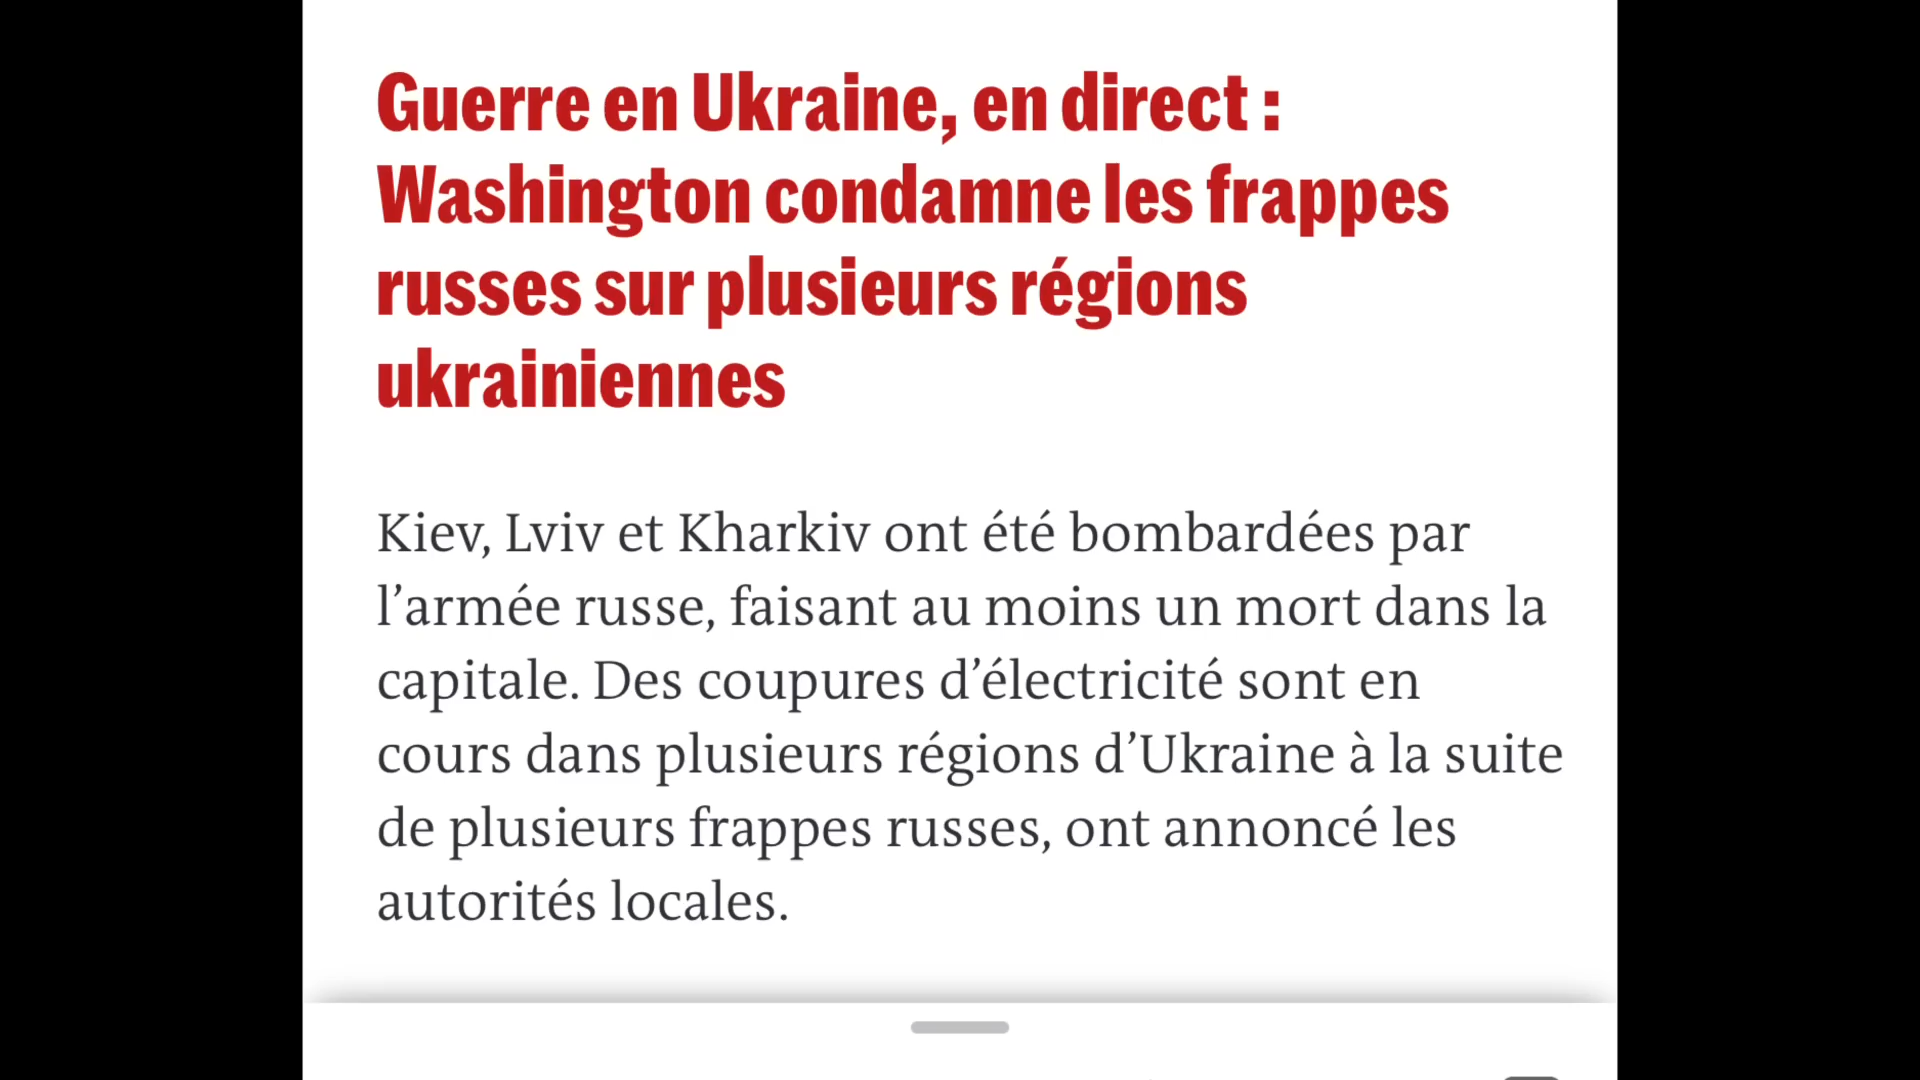 Guerre en Ukraine, en direct :
Washington condamne les frappes
russes sur plusieurs régions
ukrainiennes
Kiev, Lviv et Kharkiv ont été bombardées par
l’armée russe, faisant au moins un mort dans la
capitale. Des coupures d’électricité sont en
cours dans plusieurs régions d’Ukraine à la suite
de plusieurs frappes russes, ont annoncé les
autorités locales.